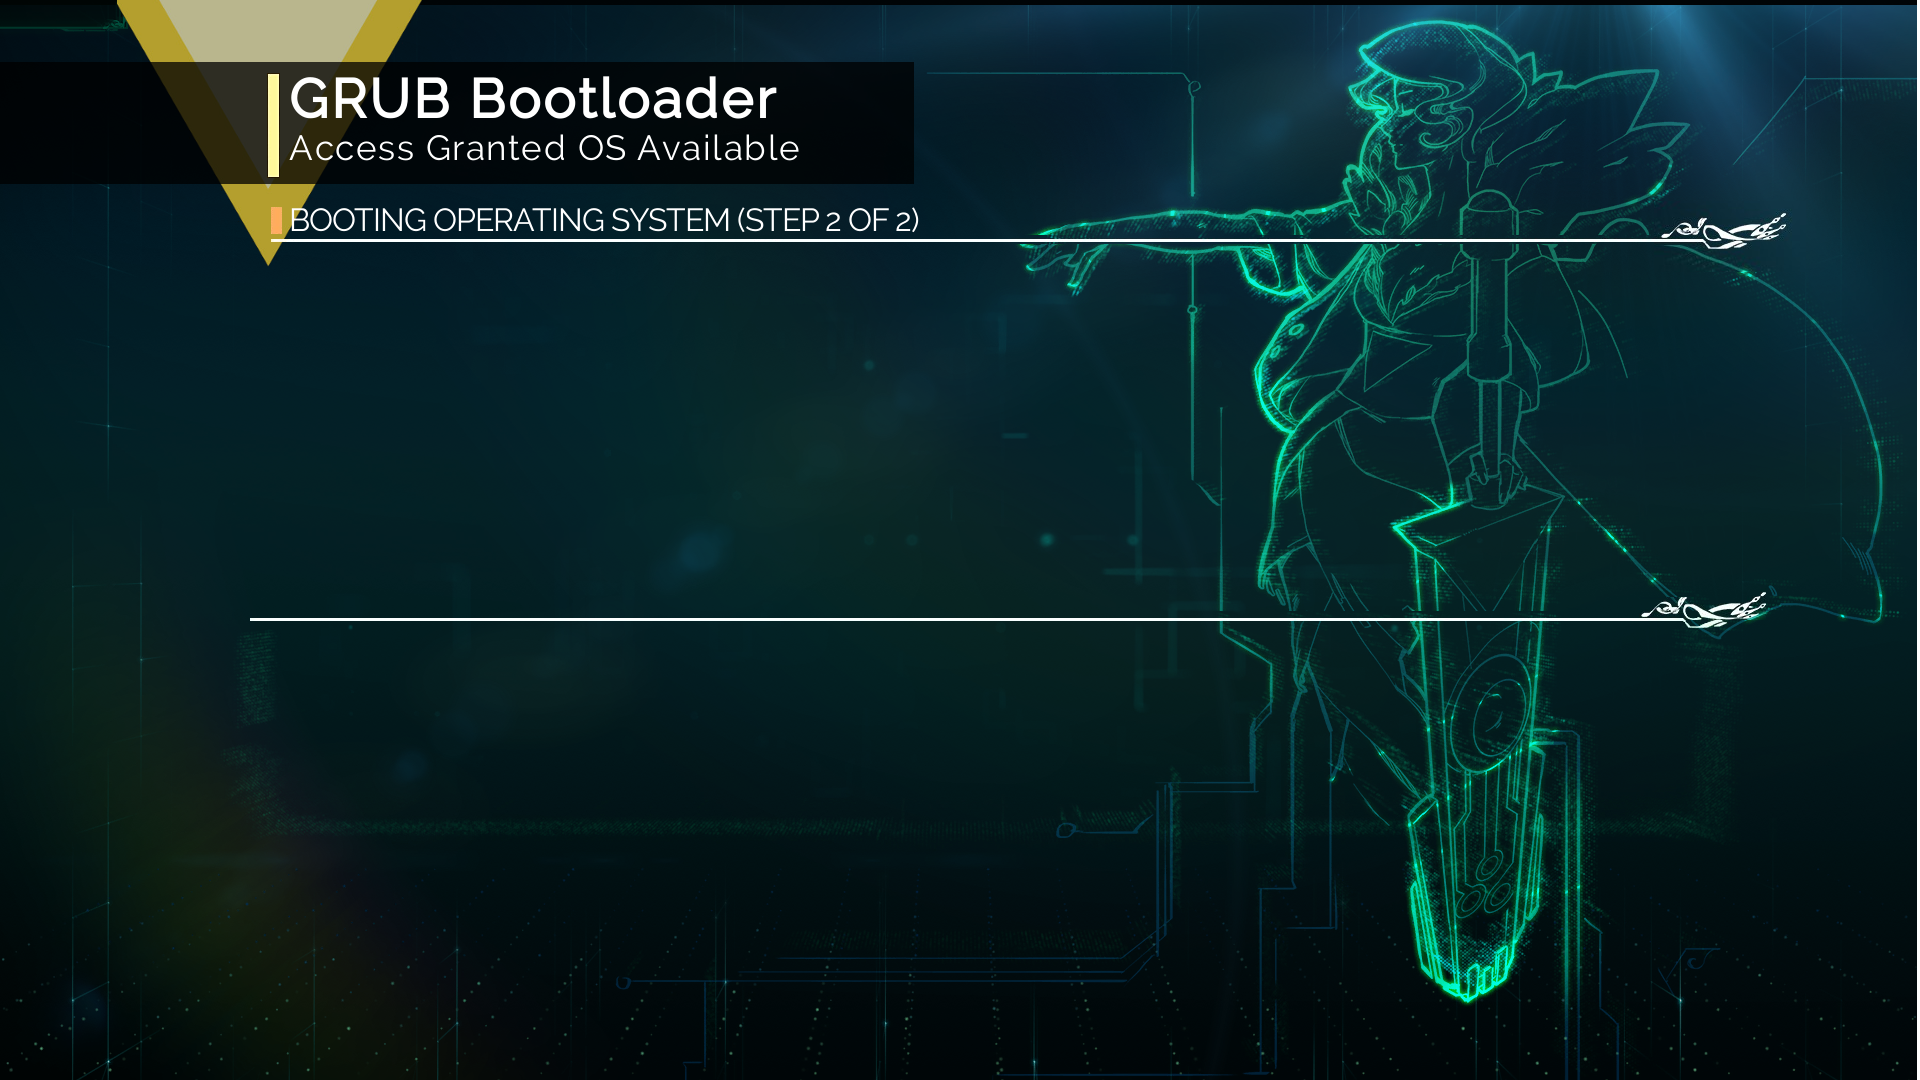 GRUB Bootloader
Access Granted OS Available
BOOTING OPERATING SYSTEM (STEP 2 OF 2)